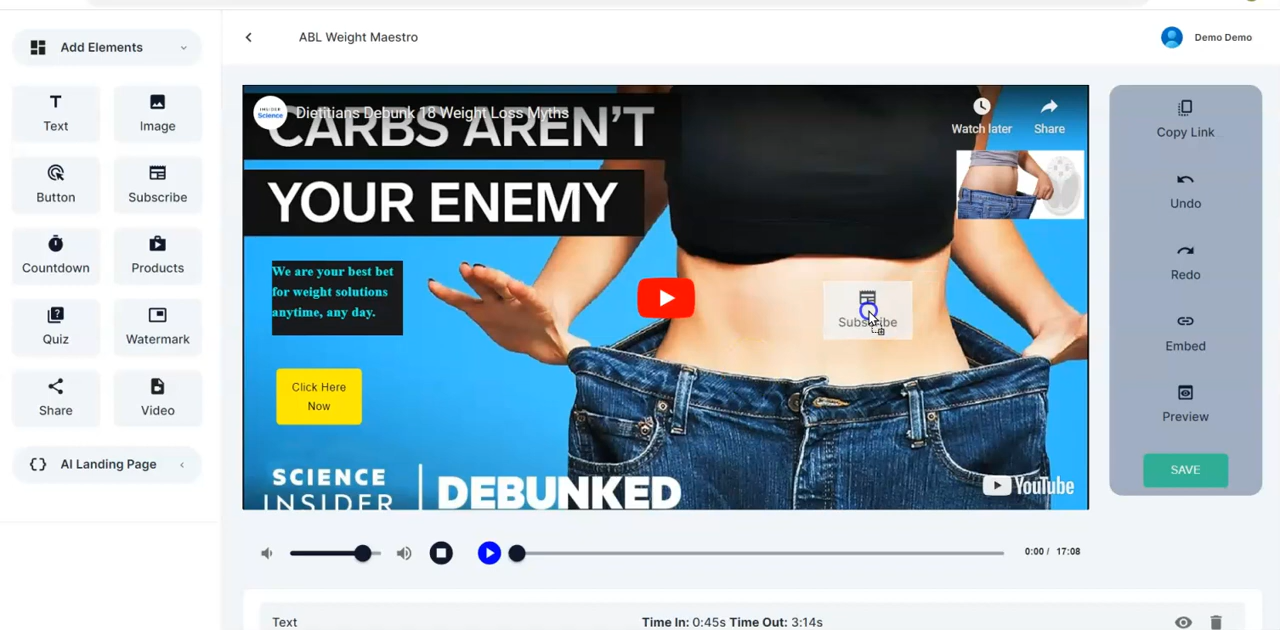 Add Elements
ABL Weight Maestro
Demo Demo
Text
Image
Button
Subscribe
Countdown
Products
Quiz
Watermark
Share
Video
AI Landing Page
INSIDER
Science
Dietitians Debunk 18 Weight Loss Myths
CARBS AREN'T
YOUR ENEMY
Watch later
Share
We are your best bet
for weight solutions
anytime, any day.
Subscribe
Click Here
Now
SCIENCE
INSIDER
DEBUNKED
YouTube
Copy Link
Undo
Redo
Embed
Preview
SAVE
0:00 / 17:08
Text
Time In: 0:45s Time Out: 3:14s